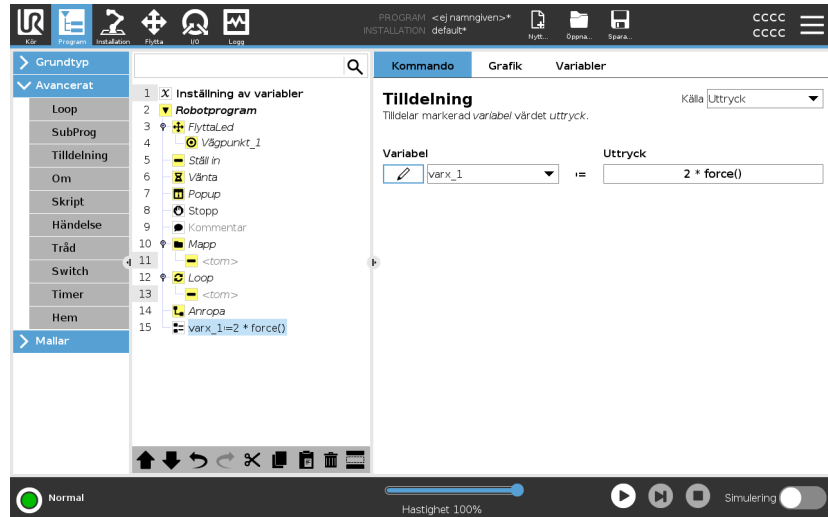 UR
PROGRAM <ej namngiven>*
INSTALLATION default*
CCCC
CCCC
Kör
Program
Installation
Flytta
I/O
Logg
Nytt...
Öppna...
Spara...
Grundtyp
Avancerat
Loop
SubProg
Tilldelning
Om
Skript
Händelse
Tråd
Switch
Timer
Hem
Mallar
1 X Inställning av variabler
2 Robotprogram
3 FlyttaLed
4 Vägpunkt_1
5 Ställ in
6 Vänta
7 Popup
8 Stopp
9 Kommentar
10 Mapp
11 <tom>
12 Loop
13 <tom>
14 Anropa
15 varx_1≔2 * force()
Kommando
Grafik
Variabler
Tilldelning
Källa Uttryck
Tilldelar markerad variabel värdet uttryck.
Variabel
Uttryck
varx_1 ≔ 2 * force()
Normal
Hastighet 100%
Simulering